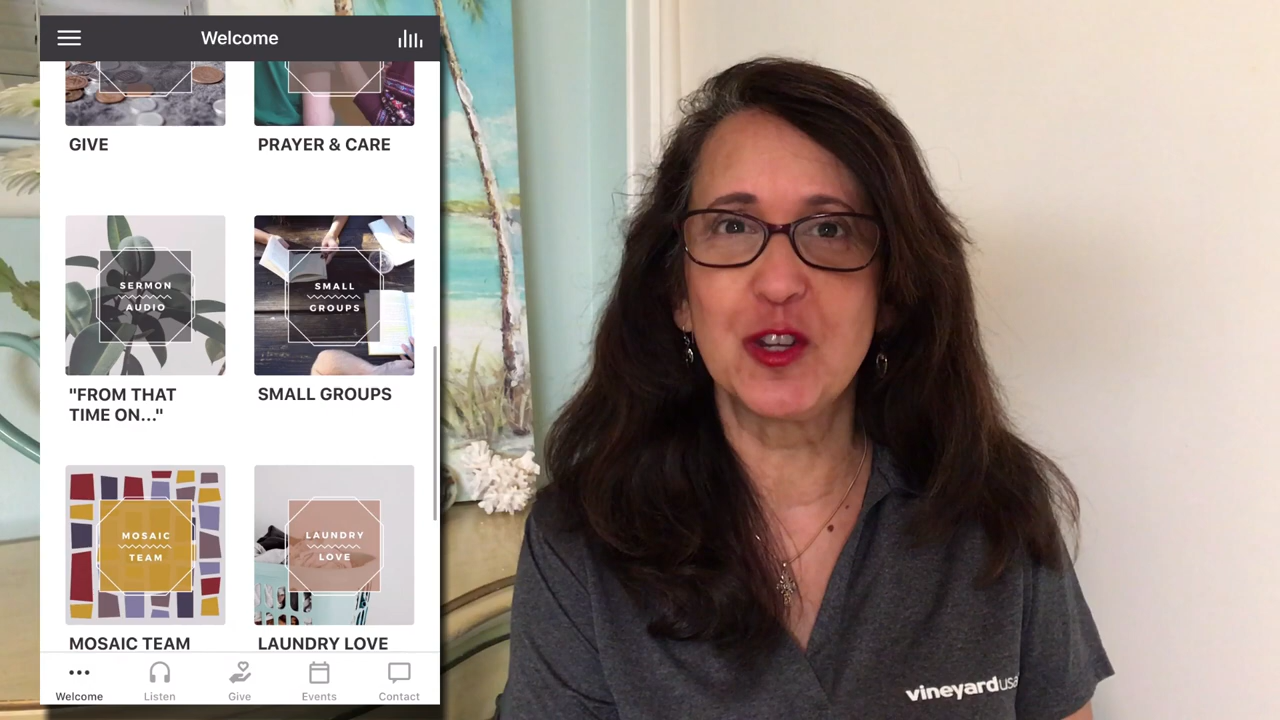 Welcome
GIVE
PRAYER & CARE
SERMON
AUDIO
SMALL
GROUPS
"FROM THAT
TIME ON..."
SMALL GROUPS
MOSAIC
TEAM
LAUNDRY
LOVE
MOSAIC TEAM
LAUNDRY LOVE
Welcome
Listen
Give
Events
Contact
vineyardusa